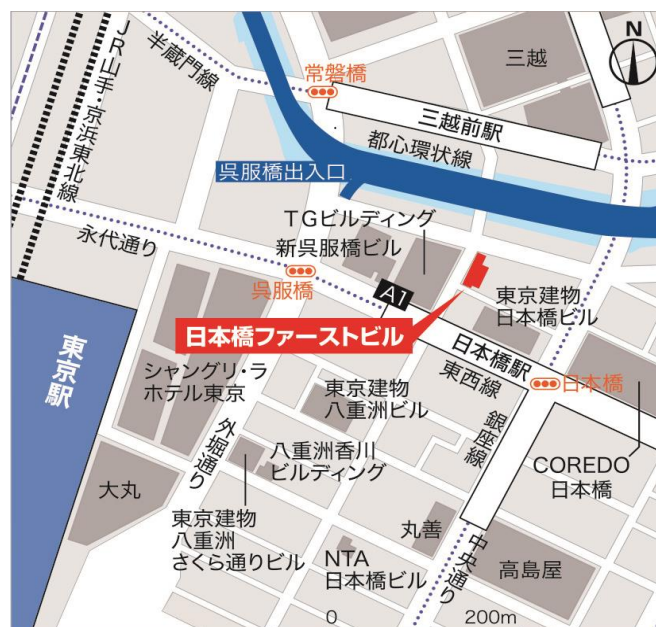 N
三越
常磐橋
半蔵門線
JR山手・京浜東北線
三越前駅
都心環状線
呉服橋出入口
永代通り
TGビルディング
新呉服橋ビル
呉服橋
A1
東京建物
日本橋ビル
日本橋ファーストビル
東京駅
日本橋駅
東西線
日本橋
シャングリ・ラ
ホテル東京
東京建物
八重洲ビル
銀座線
外堀通り
八重洲香川
ビルディング
COREDO
日本橋
大丸
東京建物
八重洲
さくら通りビル
丸善
NTA
日本橋ビル
中央通り
高島屋
0
200m